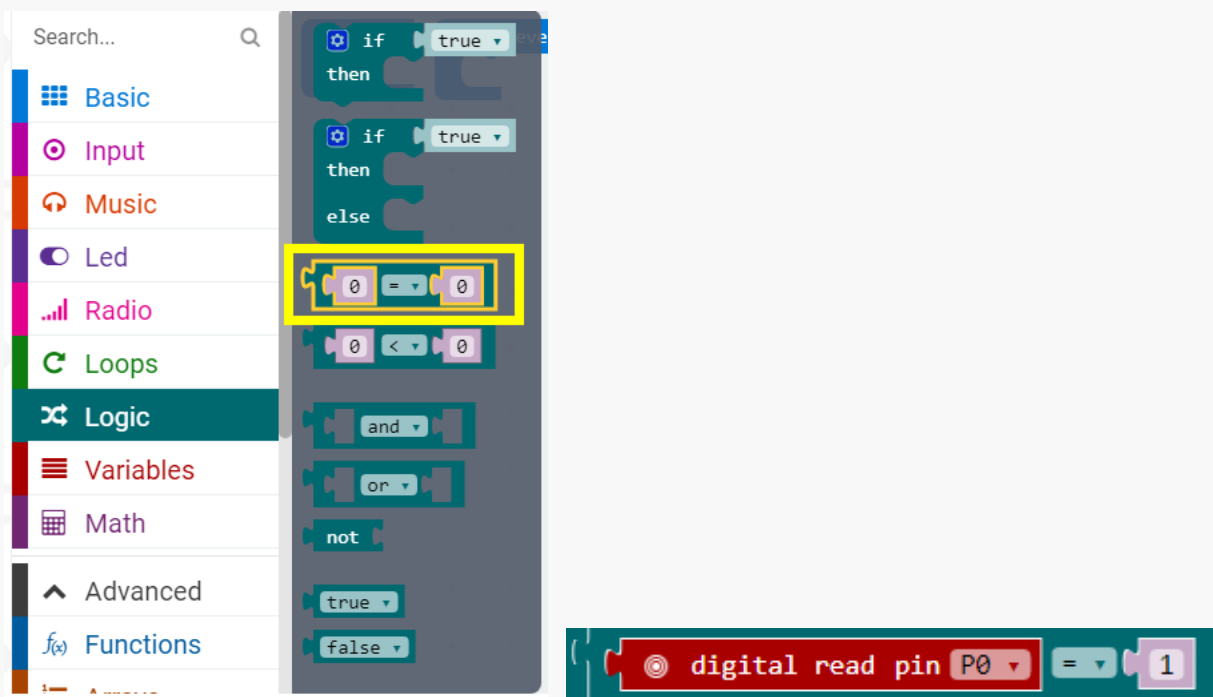 Search...
Basic
Input
Music
Led
Radio
Loops
Logic
Variables
Math
Advanced
Functions
Arrays
if true
then
if true
then
else
0 = 0
0 < 0
and
or
not
true
false
digital read pin P0 = 1